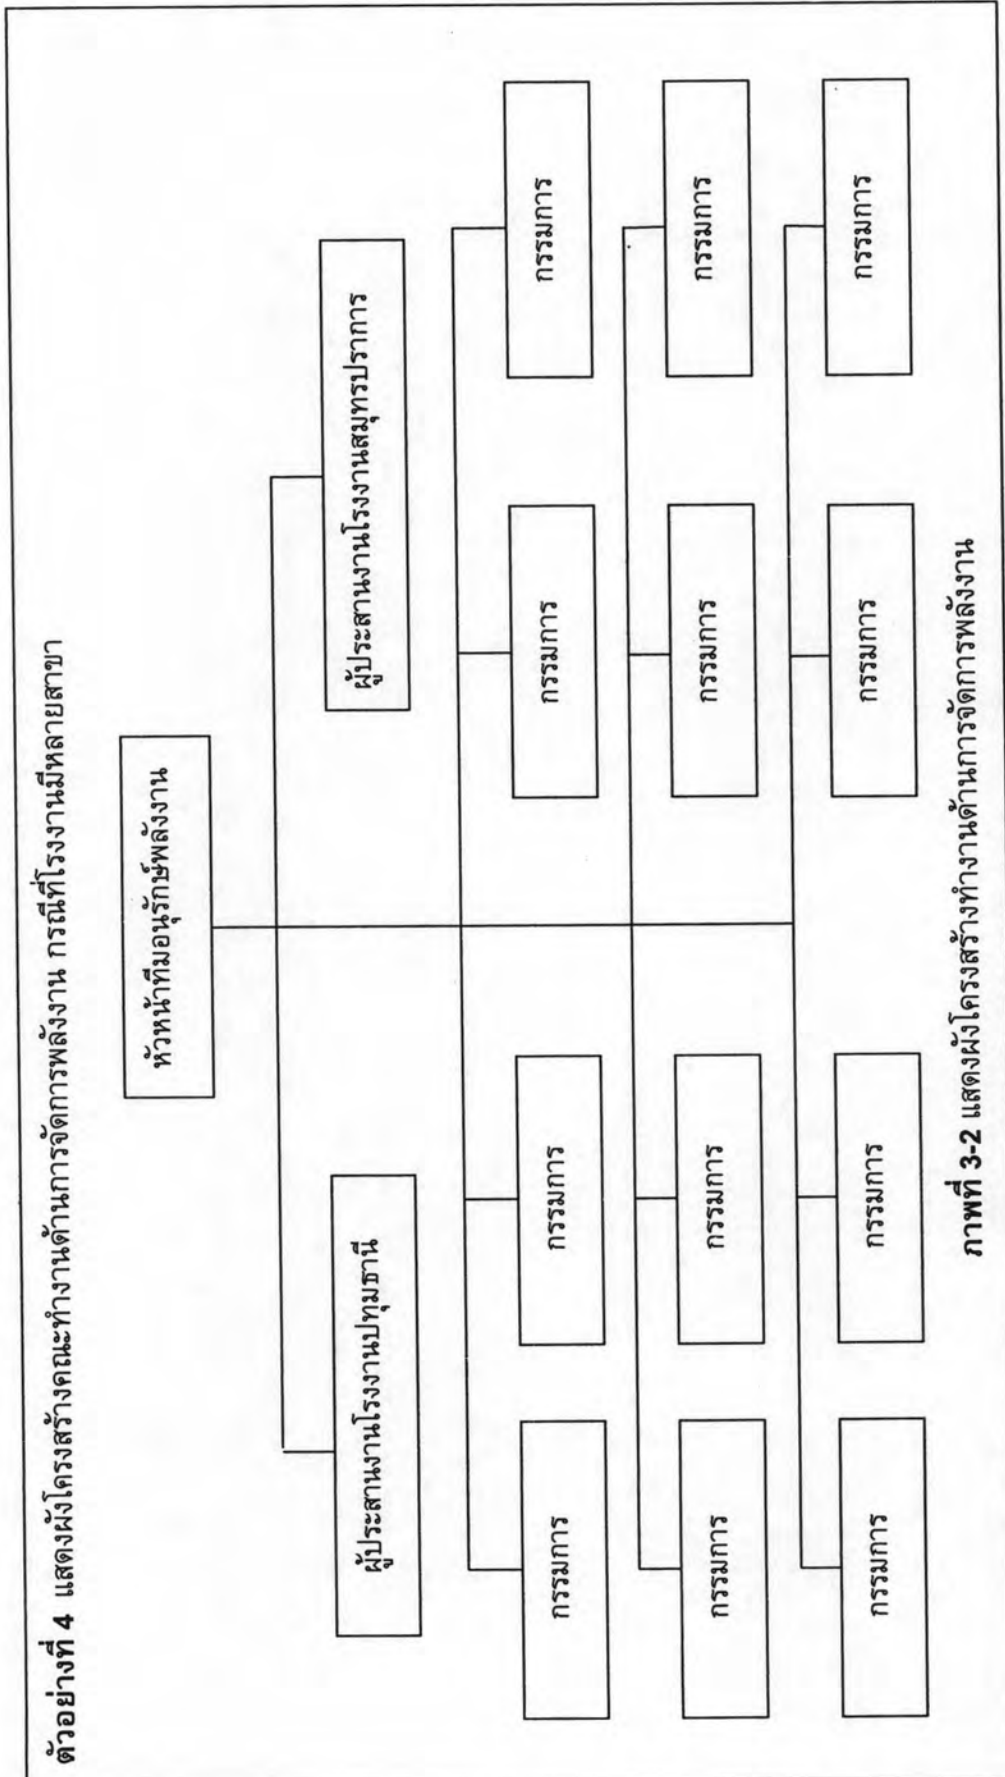 ตัวอย่างที่ 4 แสดงผังโครงสร้างคณะทำงานด้านการจัดการพลังงาน กรณีที่โรงงานมีหลายสาขา
หัวหน้าทีมอนุรักษ์พลังงาน
ผู้ประสานงานโรงงานปทุมธานี
ผู้ประสานงานโรงงานสมุทรปราการ
กรรมการ
กรรมการ
กรรมการ
กรรมการ
กรรมการ
กรรมการ
กรรมการ
กรรมการ
กรรมการ
กรรมการ
กรรมการ
กรรมการ
ภาพที่ 3-2 แสดงผังโครงสร้างทำงานด้านการจัดการพลังงาน